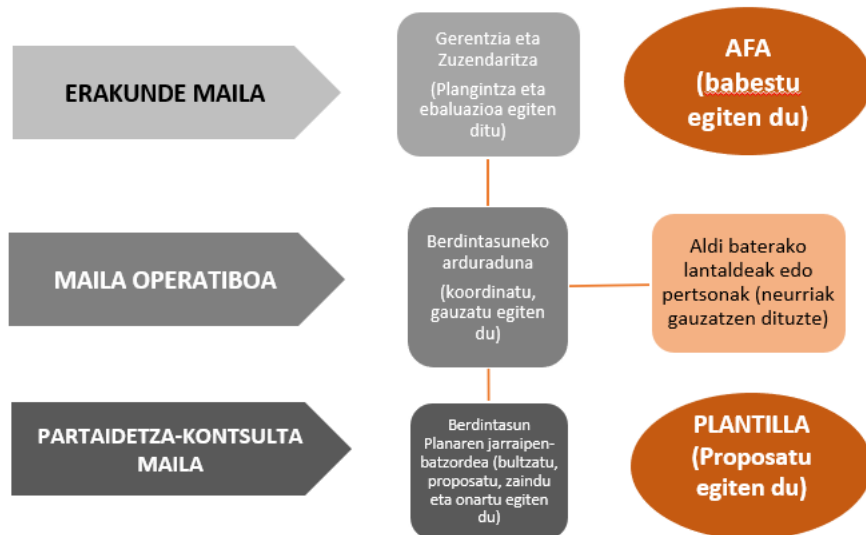 ERAKUNDE MAILA
Gerentzia eta
Zuzendaritza
(Plangintza eta
ebaluazioa egiten
ditu)
AFA
(babestu
egiten du)
MAILA OPERATIBOA
Berdintasuneko
arduraduna
(koordinatu,
gauzatu egiten
du)
Aldi baterako
lantaldeak edo
pertsonak (neurriak
gauzatzen dituzte)
PARTAIDETZA-KONTSULTA
MAILA
Berdintasun
Planaren jarraipen-
batzordea (bultzatu,
proposatu, zaindu
eta onartu egiten
du)
PLANTILLA
(Proposatu
egiten du)